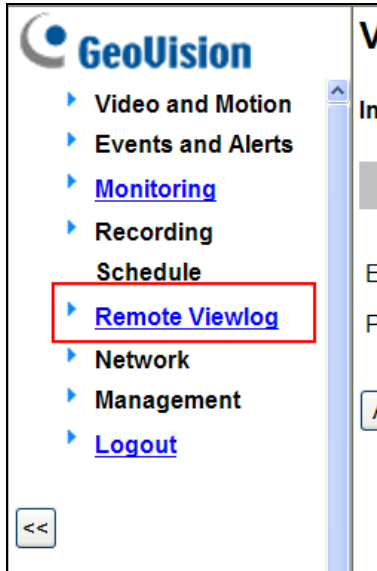 GeoVision
Video and Motion
Events and Alerts
Monitoring
Recording
Schedule
Remote Viewlog
Network
Management
Logout
<<